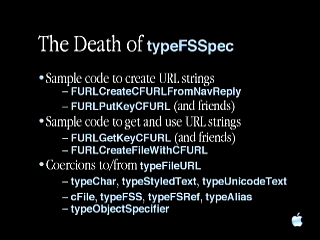 The Death of typeFSSpec
•Sample code to create URL strings
– FURLCreateCFURLFromNavReply
– FURLPutKeyCFURL (and friends)
•Sample code to get and use URL strings
– FURLGetKeyCFURL (and friends)
– FURLCreateFileWithCFURL
•Coercions to/from typeFileURL
– typeChar, typeStyledText, typeUnicodeText
– cFile, typeFSS, typeFSRef, typeAlias
– typeObjectSpecifier